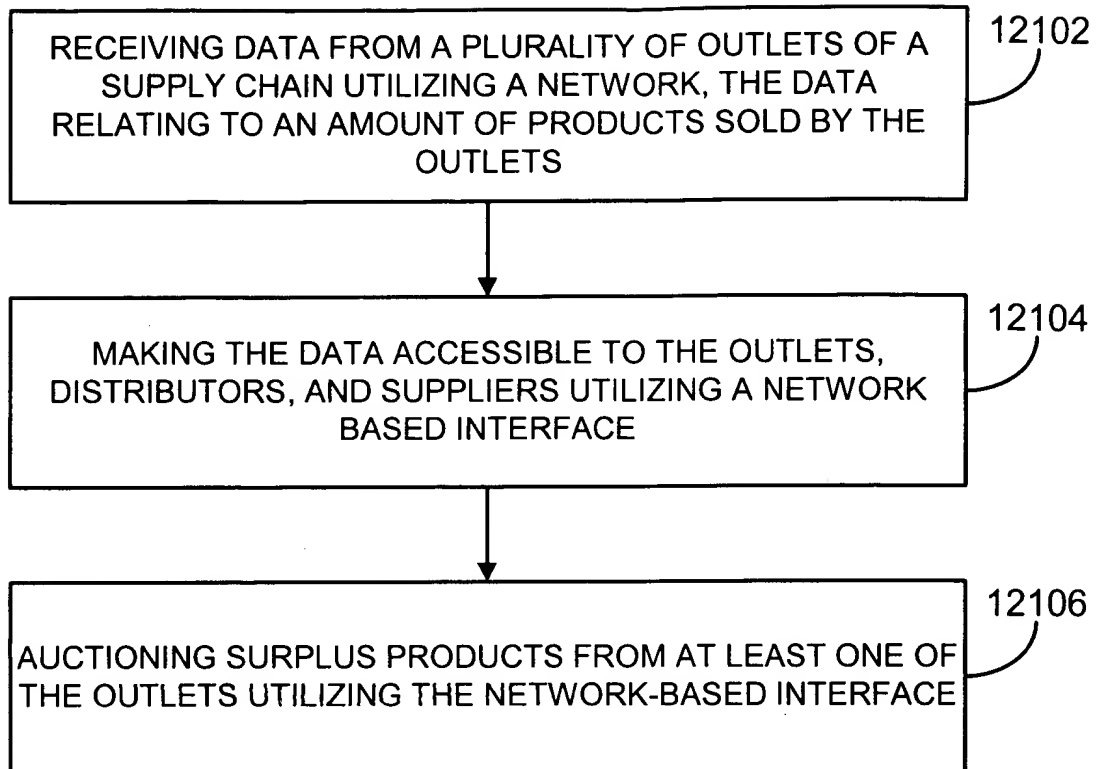 RECEIVING DATA FROM A PLURALITY OF OUTLETS OF A
SUPPLY CHAIN UTILIZING A NETWORK, THE DATA
RELATING TO AN AMOUNT OF PRODUCTS SOLD BY THE
OUTLETS
12102
MAKING THE DATA ACCESSIBLE TO THE OUTLETS,
DISTRIBUTORS, AND SUPPLIERS UTILIZING A NETWORK
BASED INTERFACE
12104
AUCTIONING SURPLUS PRODUCTS FROM AT LEAST ONE OF
THE OUTLETS UTILIZING THE NETWORK-BASED INTERFACE
12106